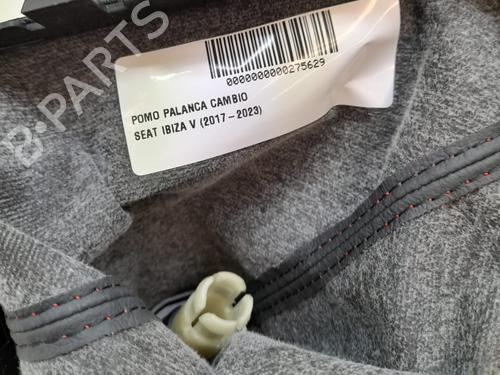 0000000000275629
POMO PALANCA CAMBIO
SEAT IBIZA V (2017-2023)
B-PARTS